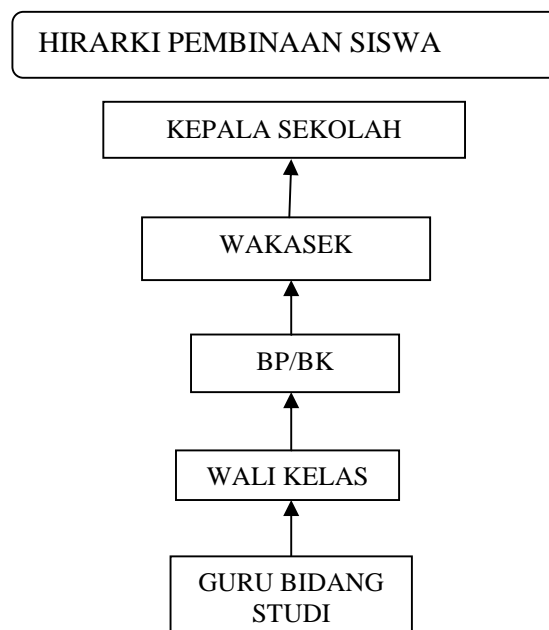 HIRARKI PEMBINAAN SISWA
KEPALA SEKOLAH
WAKASEK
BP/BK
WALI KELAS
GURU BIDANG
STUDI